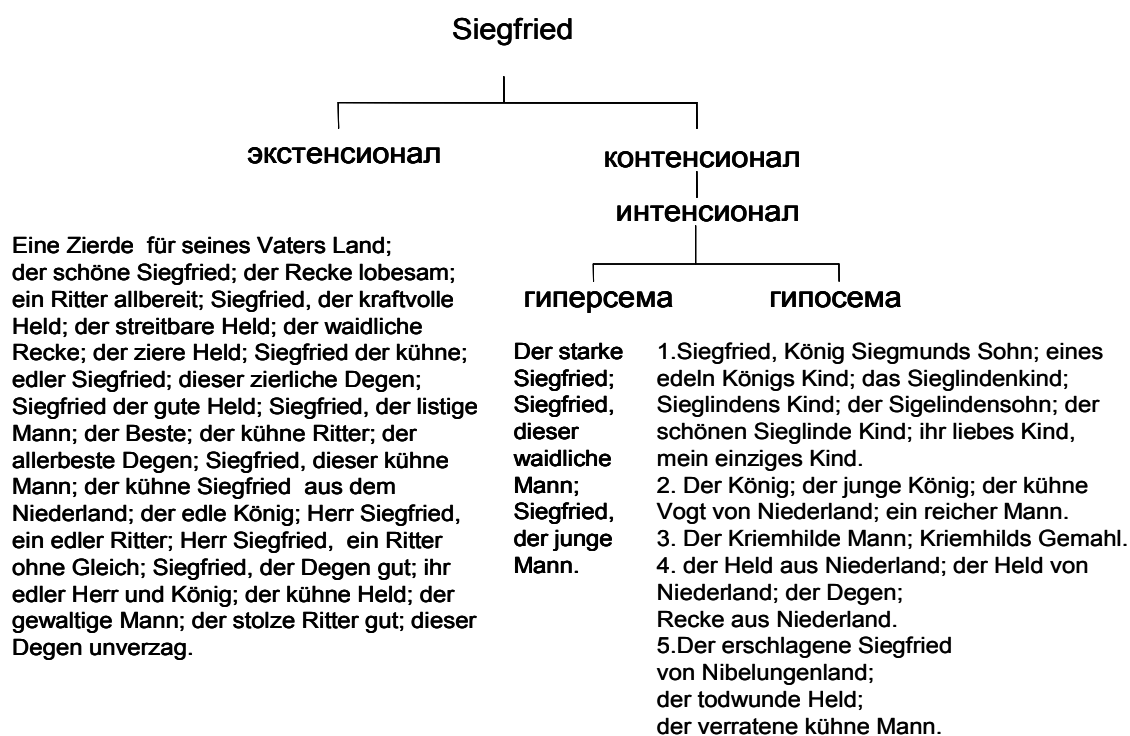 Siegfried
экстенсионал
контенсионал
интенсионал
гиперсема
гипосема
Eine Zierde für seines Vaters Land;
der schöne Siegfried; der Recke lobesam;
ein Ritter allbereit; Siegfried, der kraftvolle
Held; der streitbare Held; der waidliche
Recke; der ziere Held; Siegfried der kühne;
edler Siegfried; dieser zierliche Degen;
Siegfried der gute Held; Siegfried, der listige
Mann; der Beste; der kühne Ritter; der
allerbeste Degen; Siegfried, dieser kühne
Mann; der kühne Siegfried aus dem
Niederland; der edle König; Herr Siegfried,
ein edler Ritter; Herr Siegfried, ein Ritter
ohne Gleich; Siegfried, der Degen gut; ihr
edler Herr und König; der kühne Held; der
gewaltige Mann; der stolze Ritter gut; dieser
Degen unverzag.
Der starke
Siegfried;
Siegfried,
dieser
waidliche
Mann;
Siegfried,
der junge
Mann.
1.Siegfried, König Siegmunds Sohn; eines
edeln Königs Kind; das Sieglindenkind;
Sieglindens Kind; der Sigelindensohn; der
schönen Sieglinde Kind; ihr liebes Kind,
mein einziges Kind.
2. Der König; der junge König; der kühne
Vogt von Niederland; ein reicher Mann.
3. Der Kriemhilde Mann; Kriemhilds Gemahl.
4. der Held aus Niederland; der Held von
Niederland; der Degen;
Recke aus Niederland.
5.Der erschlagene Siegfried
von Nibelungenland;
der todwunde Held;
der verratene kühne Mann.